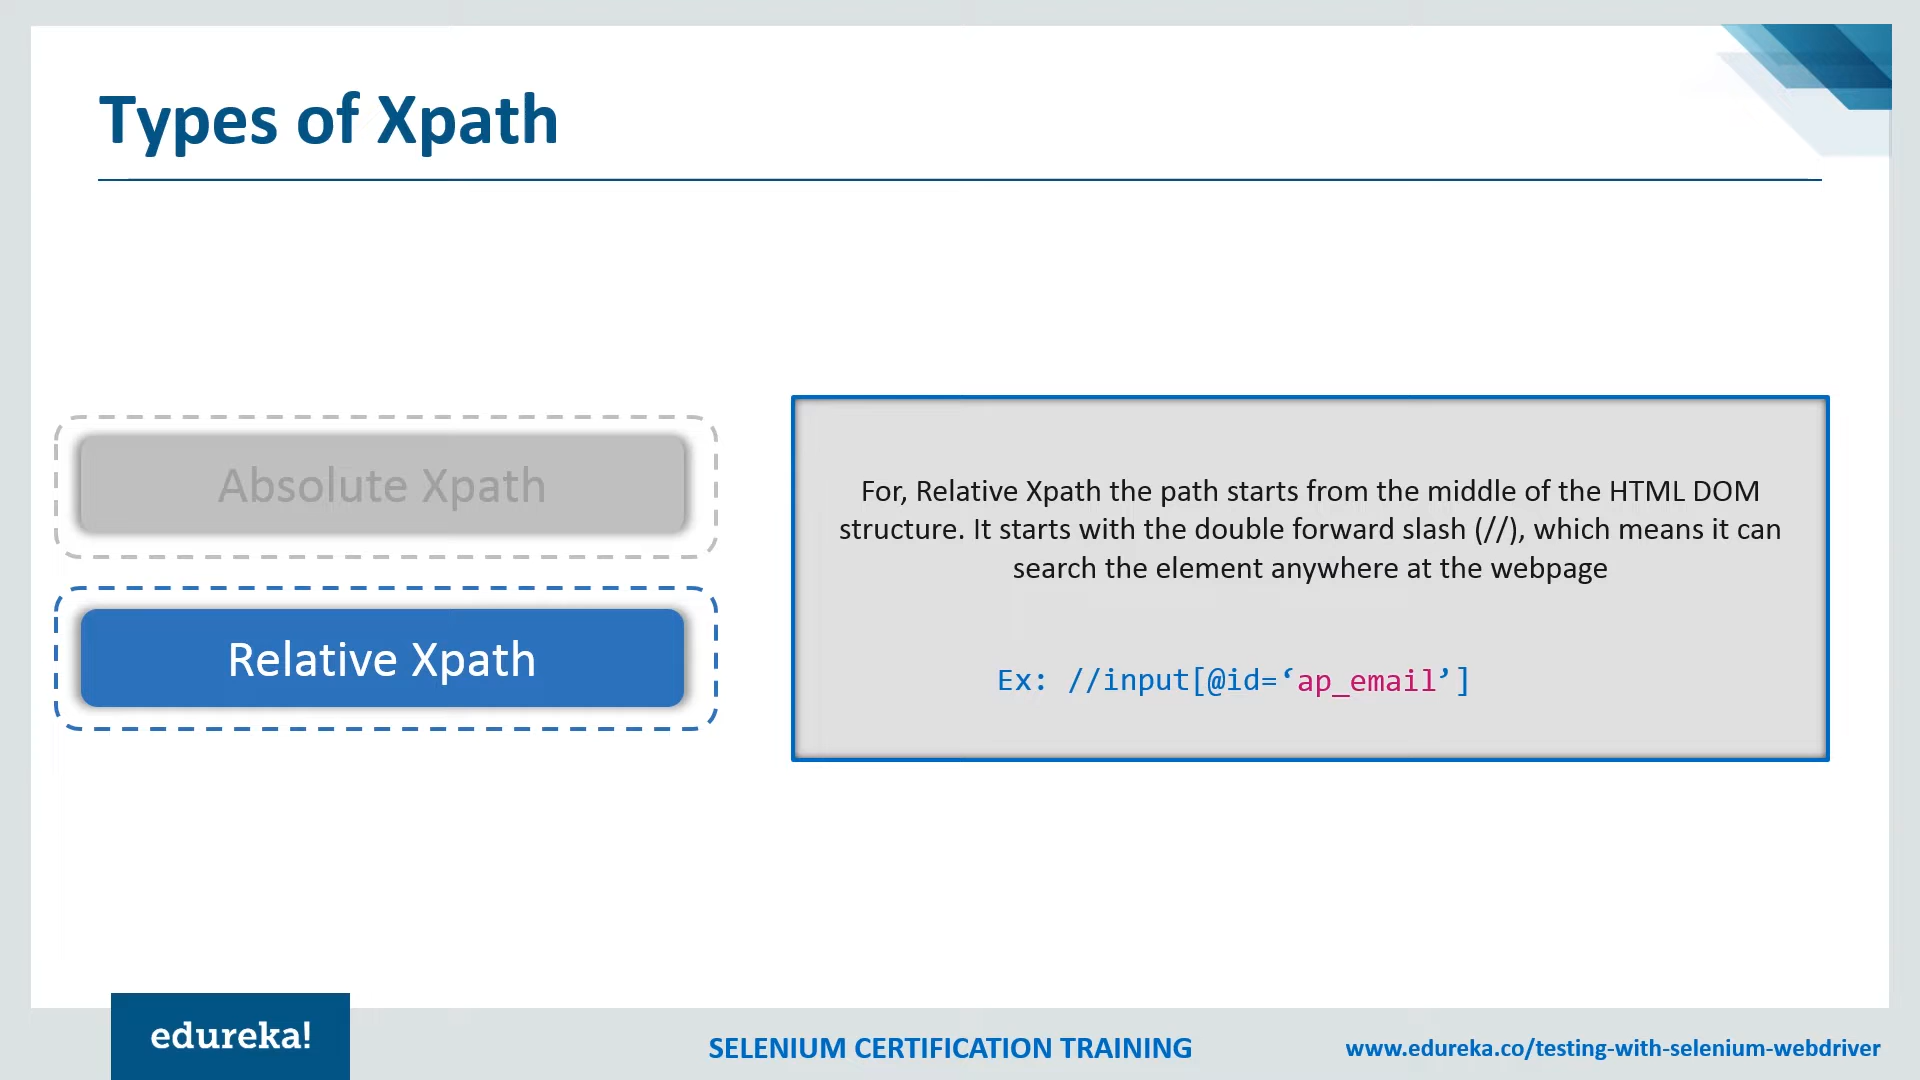 Types of Xpath
Absolute Xpath
Relative Xpath
For, Relative Xpath the path starts from the middle of the HTML DOM
structure. It starts with the double forward slash (//), which means it can
search the element anywhere at the webpage
Ex: //input[@id=‘ap_email’]
edureka!
SELENIUM CERTIFICATION TRAINING
www.edureka.co/testing-with-selenium-webdriver